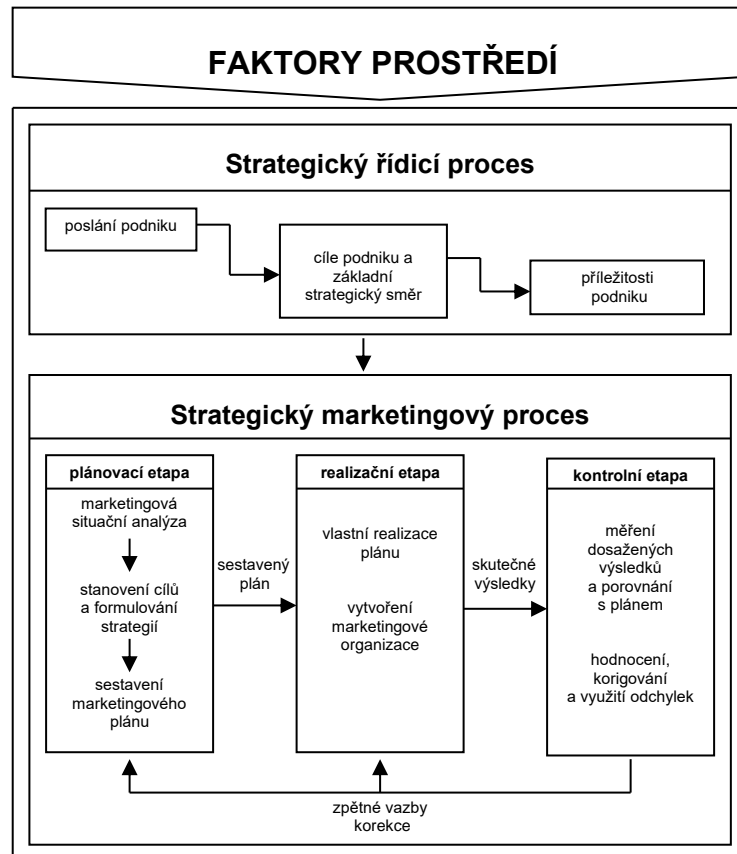 FAKTORY PROSTŘEDÍ
Strategický řídicí proces
poslání podniku
cíle podniku a
základní
strategický směr
příležitosti
podniku
Strategický marketingový proces
plánovací etapa
marketingová
situační analýza
stanovení cílů
a formulování
strategií
sestavení
marketingového
plánu
sestavený
plán
realizační etapa
vlastní realizace
plánu
vytvoření
marketingové
organizace
skutečné
výsledky
kontrolní etapa
měření
dosažených
výsledků
a porovnání
s plánem
hodnocení,
korigování
a využití odchylek
zpětné vazby
korekce